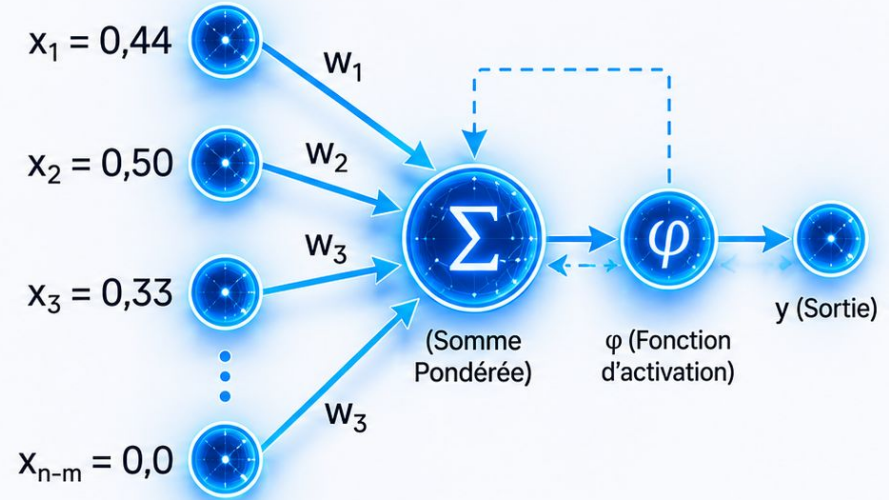 x₁ = 0,44
w₁
x₂ = 0,50
w₂
w₃
x₃ = 0,33
Σ
φ
(Somme
Pondérée)
φ (Fonction
d'activation)
y (Sortie)
w₃
xₙ₋ₘ = 0,0